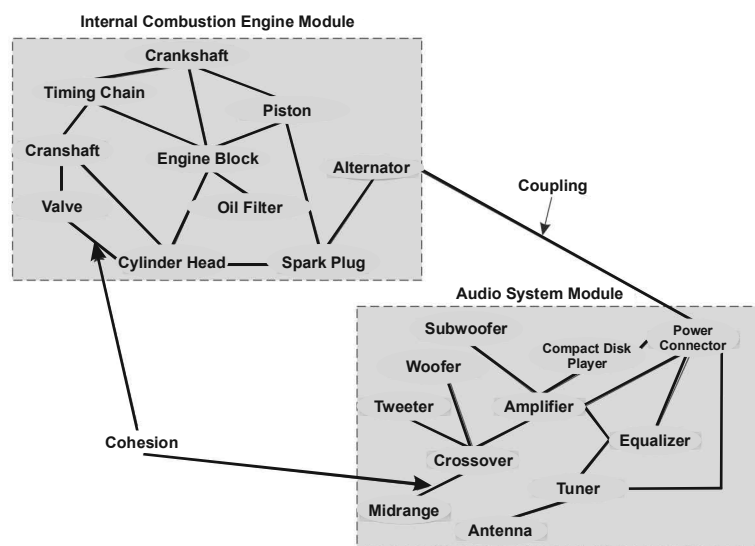 Internal Combustion Engine Module
Crankshaft
Timing Chain
Piston
Cranshaft
Engine Block
Alternator
Valve
Oil Filter
Cylinder Head
Spark Plug
Coupling
Audio System Module
Subwoofer
Power
Connector
Compact Disk
Player
Woofer
Tweeter
Amplifier
Equalizer
Cohesion
Crossover
Tuner
Midrange
Antenna